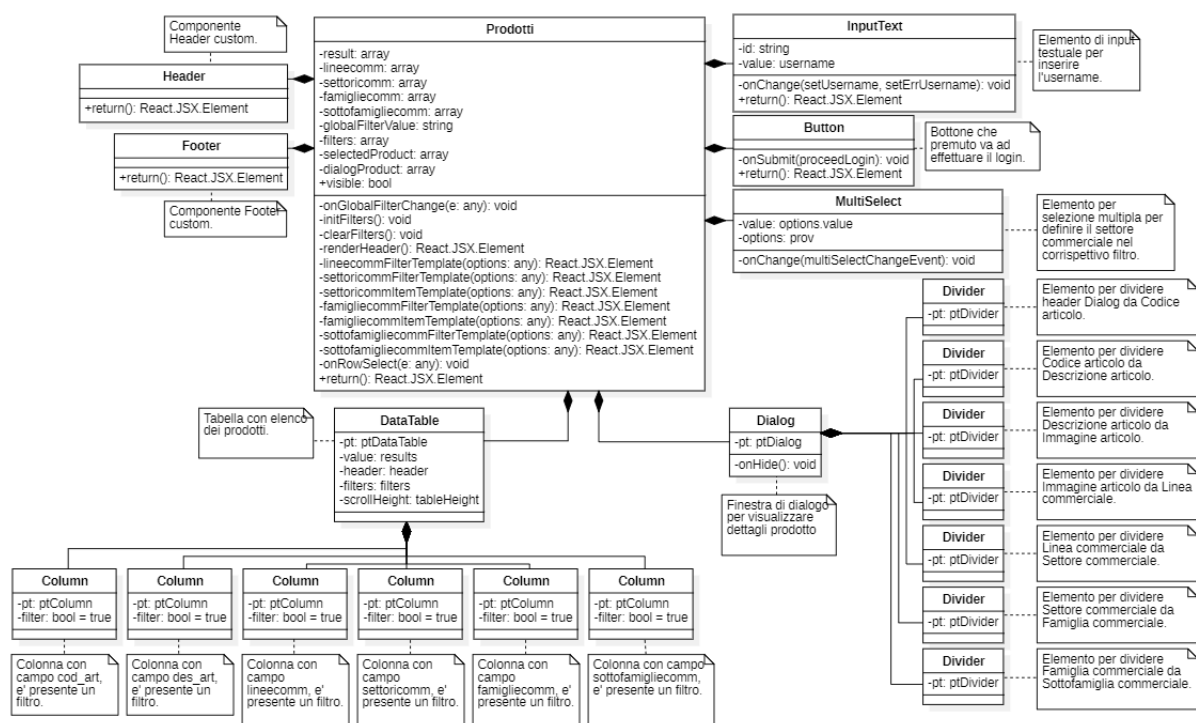 Componente
Header custom.
Header
+return(): React.JSX.Element
Footer
+return(): React.JSX.Element
Componente Footer
custom.
Prodotti
-result: array
-lineecomm: array
-settoricomm: array
-famigliecomm: array
-sottofamigliecomm: array
-globalFilterValue: string
-filters: array
-selectedProduct: array
-dialogProduct: array
+visible: bool
-onGlobalFilterChange(e: any): void
-initFilters(): void
-clearFilters(): void
-renderHeader(): React.JSX.Element
-lineecommFilterTemplate(options: any): React.JSX.Element
-settoricommFilterTemplate(options: any): React.JSX.Element
-settoricommItemTemplate(options: any): React.JSX.Element
-famigliecommFilterTemplate(options: any): React.JSX.Element
-famigliecommItemTemplate(options: any): React.JSX.Element
-sottofamigliecommFilterTemplate(options: any): React.JSX.Element
-sottofamigliecommItemTemplate(options: any): React.JSX.Element
-onRowSelect(e: any): void
+return(): React.JSX.Element
InputText
-id: string
-value: username
-onChange(setUsername, setErrUsername): void
+return(): React.JSX.Element
Elemento di input
testuale per
inserire
l'username.
Button
-onSubmit(proceedLogin): void
+return(): React.JSX.Element
Bottone che
premuto va ad
effettuare il login.
MultiSelect
-value: options.value
-options: prov
-onChange(multiSelectChangeEvent): void
Elemento per
selezione multipla per
definire il settore
commerciale nel
corrispettivo filtro.
Tabella con elenco
dei prodotti.
DataTable
-pt: ptDataTable
-value: results
-header: header
-filters: filters
-scrollHeight: tableHeight
Dialog
-pt: ptDialog
-onHide(): void
Finestra di dialogo
per visualizzare
dettagli prodotto
Divider
-pt: ptDivider
Elemento per dividere
header Dialog da Codice
articolo.
Divider
-pt: ptDivider
Elemento per dividere
Codice articolo da
Descrizione articolo.
Divider
-pt: ptDivider
Elemento per dividere
Descrizione articolo da
Immagine articolo.
Divider
-pt: ptDivider
Elemento per dividere
Immagine articolo da Linea
commerciale.
Divider
-pt: ptDivider
Elemento per dividere
Linea commerciale da
Settore commerciale.
Divider
-pt: ptDivider
Elemento per dividere
Settore commerciale da
Famiglia commerciale.
Divider
-pt: ptDivider
Elemento per dividere
Famiglia commerciale da
Sottofamiglia commerciale.
Column
-pt: ptColumn
-filter: bool = true
Colonna con
campo cod_art,
e' presente un
filtro.
Column
-pt: ptColumn
-filter: bool = true
Colonna con
campo des_art,
e' presente un
filtro.
Column
-pt: ptColumn
-filter: bool = true
Colonna con
campo
lineecomm, e'
presente un filtro.
Column
-pt: ptColumn
-filter: bool = true
Colonna con
campo
settoricomm, e'
presente un filtro.
Column
-pt: ptColumn
-filter: bool = true
Colonna con
campo
famigliecomm, e'
presente un filtro.
Column
-pt: ptColumn
-filter: bool = true
Colonna con campo
sottofamigliecomm,
e' presente un filtro.